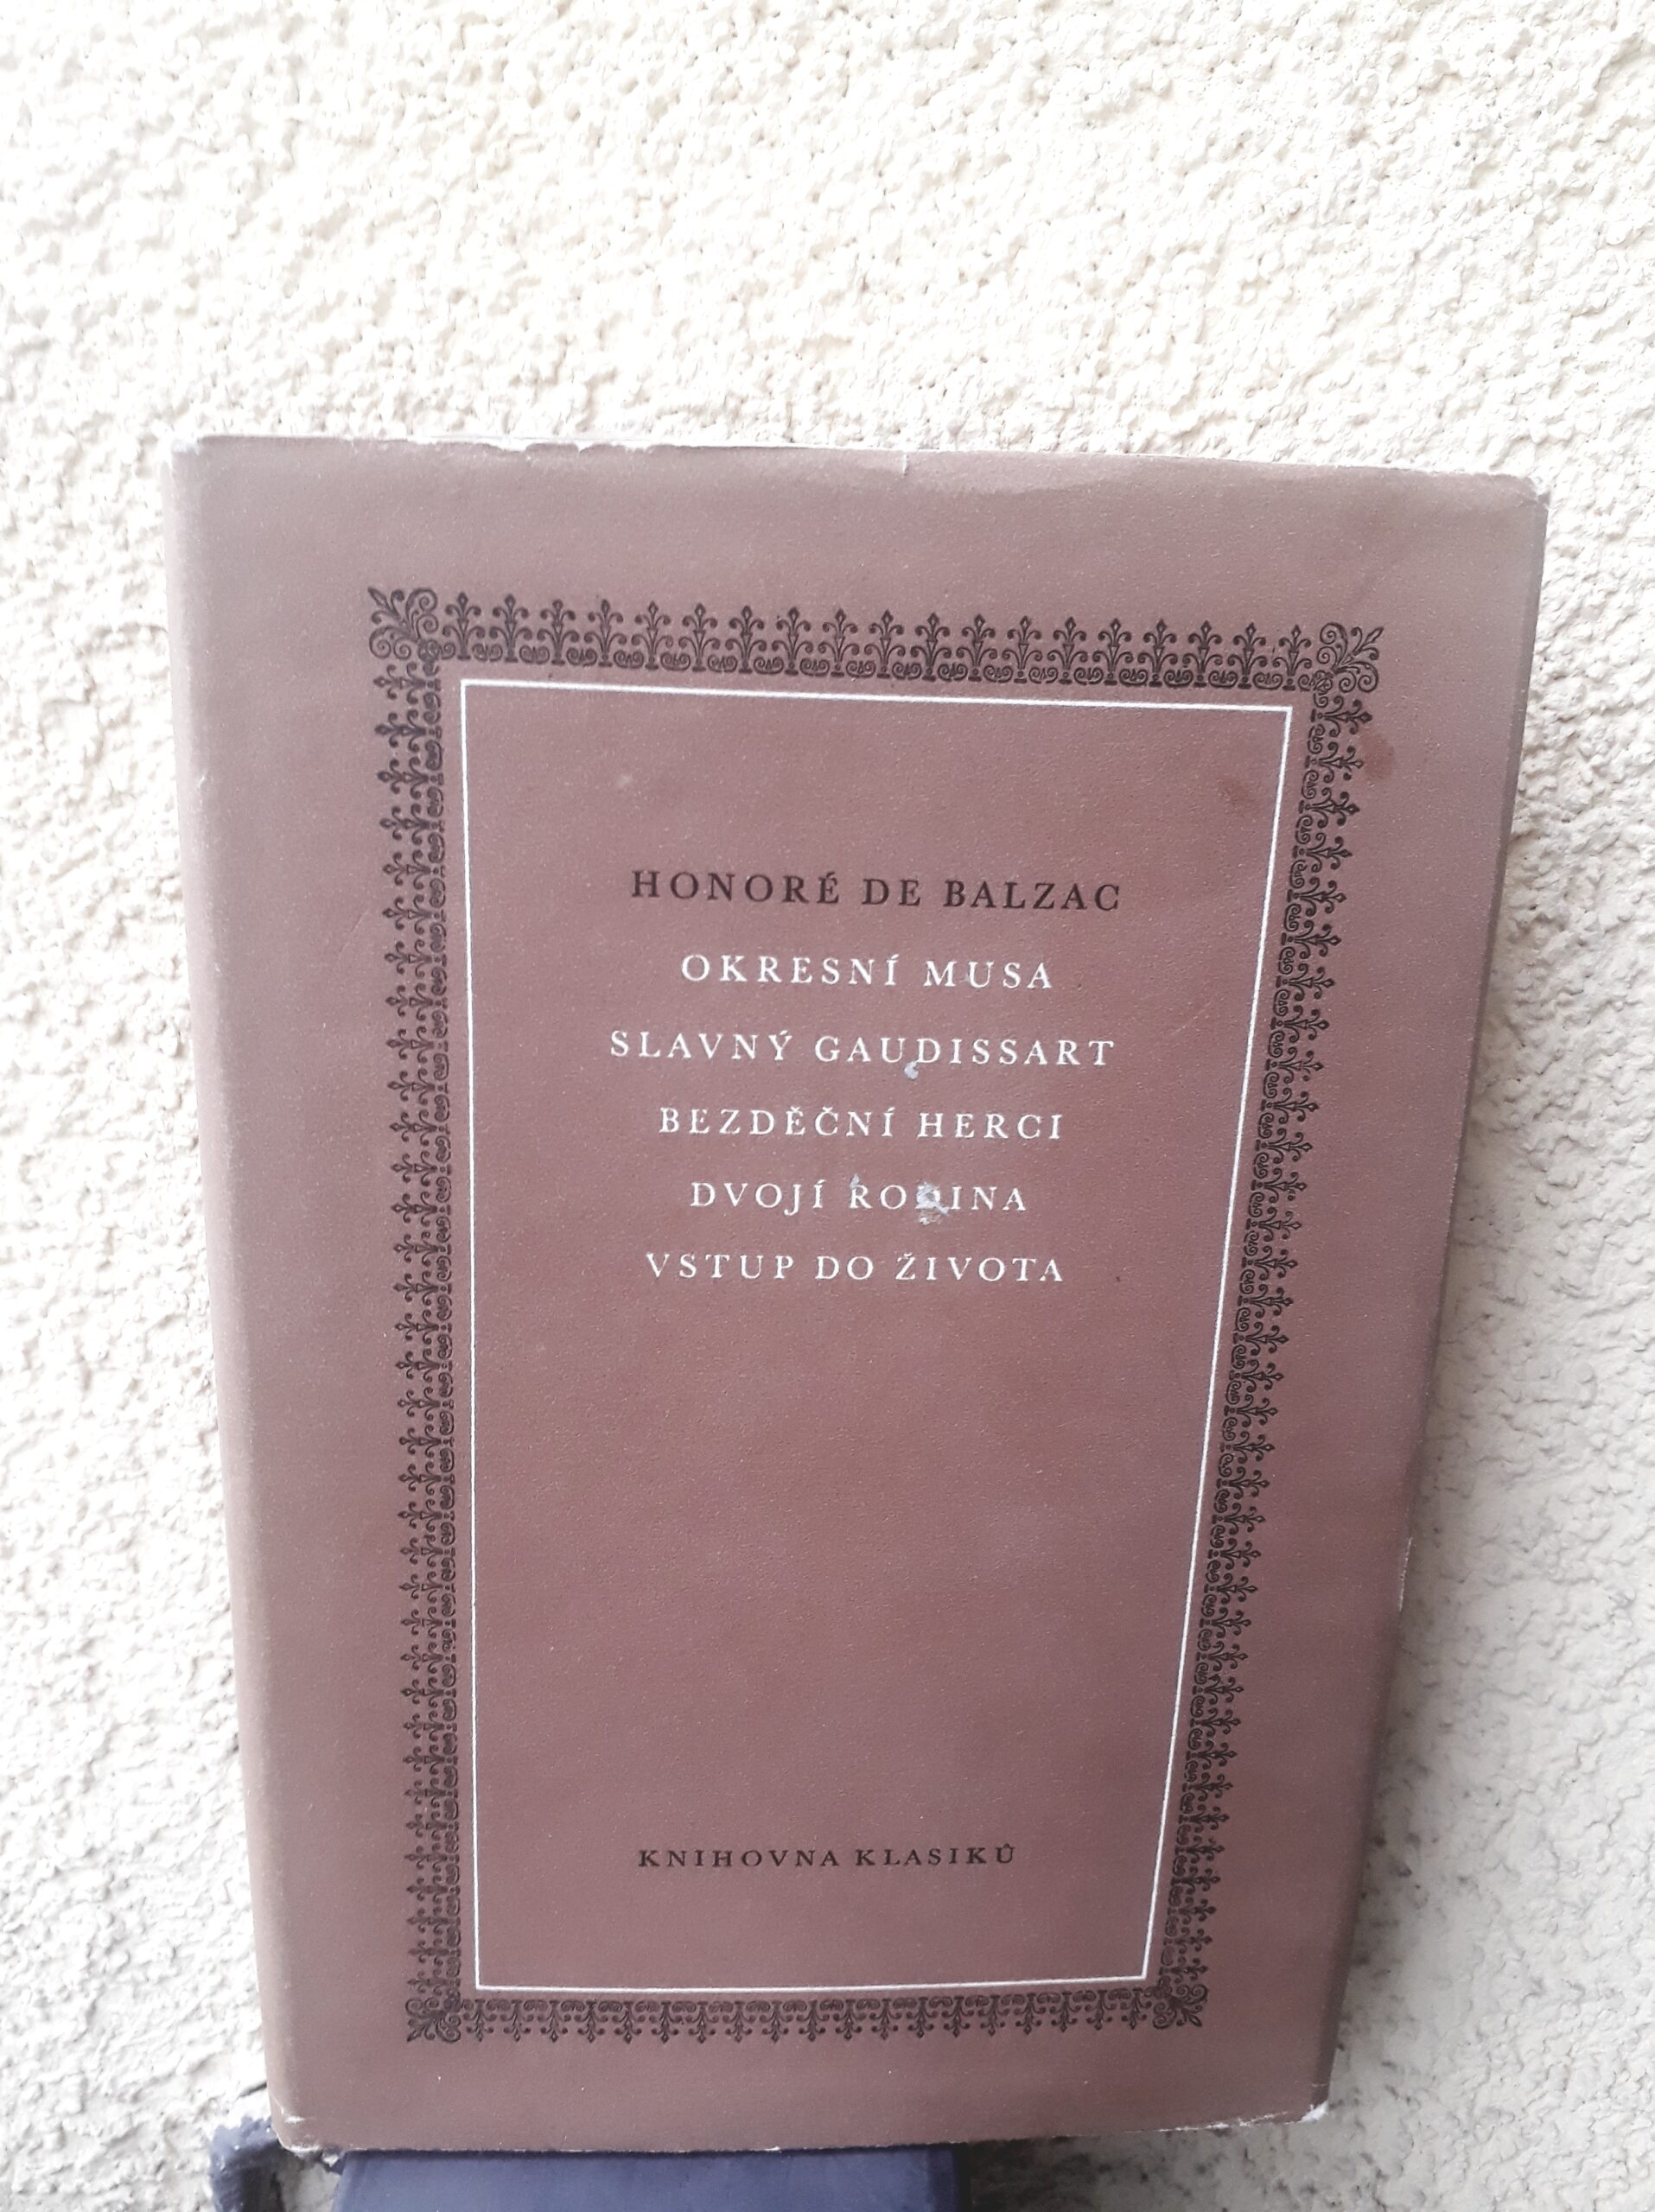 HONORÉ DE BALZAC
OKRESNÍ MUSA
SLAVNÝ GAUDISSART
BEZDĚČNÍ HERCI
DVOJÍ RODINA
VSTUP DO ŽIVOTA
KNIHOVNA KLASIKŮ